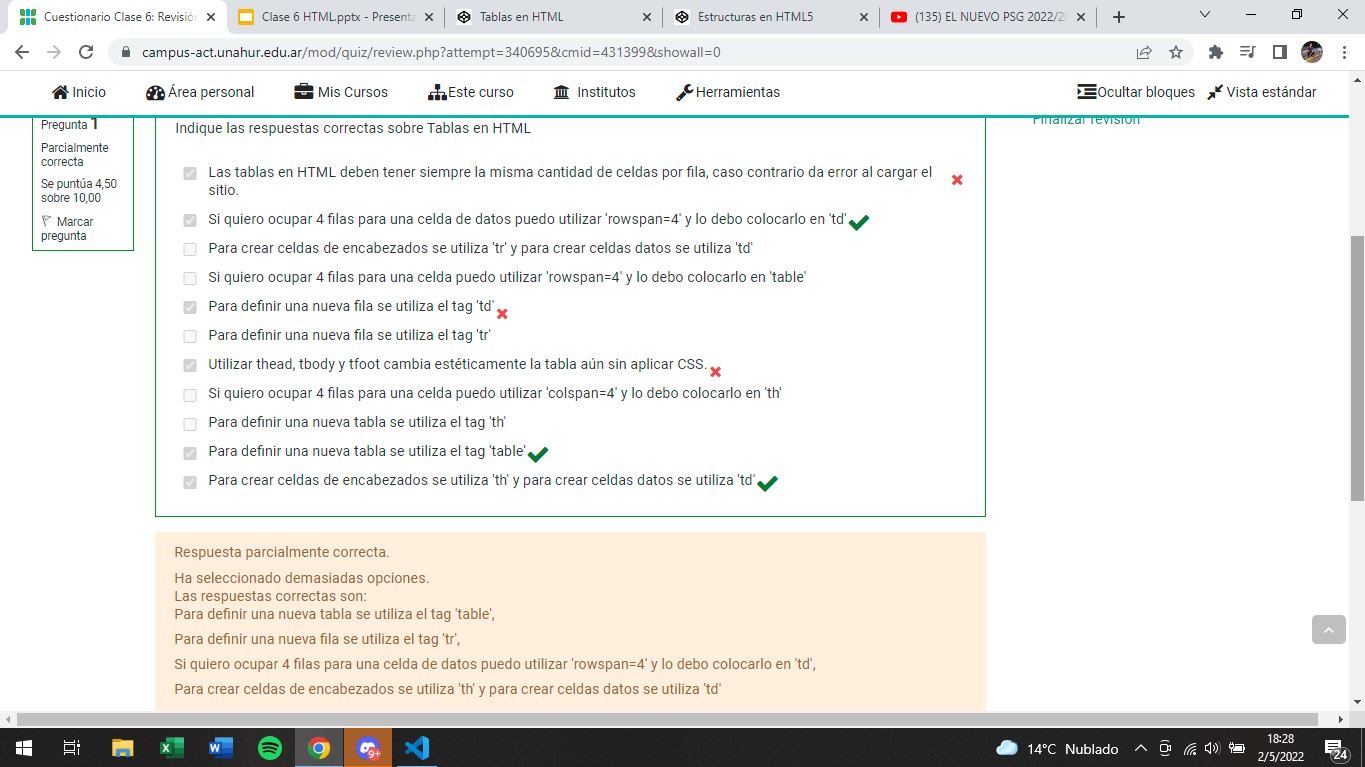 Cuestionario Clase 6: Revisión
Clase 6 HTML.pptx - Presenta
Tablas en HTML
Estructuras en HTML5
(135) EL NUEVO PSG 2022/20
campus-act.unahur.edu.ar/mod/quiz/review.php?attempt=340695&cmid=431399&showall=0
Inicio
Área personal
Mis Cursos
Este curso
Institutos
Herramientas
Ocultar bloques
Vista estándar
Pregunta 1
Parcialmente
correcta
Se puntúa 4,50
sobre 10,00
Marcar
pregunta
Finalizar revisión
Indique las respuestas correctas sobre Tablas en HTML
Las tablas en HTML deben tener siempre la misma cantidad de celdas por fila, caso contrario da error al cargar el
sitio.
Si quiero ocupar 4 filas para una celda de datos puedo utilizar 'rowspan=4' y lo debo colocarlo en 'td'
Para crear celdas de encabezados se utiliza 'tr' y para crear celdas datos se utiliza 'td'
Si quiero ocupar 4 filas para una celda puedo utilizar 'rowspan=4' y lo debo colocarlo en 'table'
Para definir una nueva fila se utiliza el tag 'td'
Para definir una nueva fila se utiliza el tag 'tr'
Utilizar thead, tbody y tfoot cambia estéticamente la tabla aún sin aplicar CSS.
Si quiero ocupar 4 filas para una celda puedo utilizar 'colspan=4' y lo debo colocarlo en 'th'
Para definir una nueva tabla se utiliza el tag 'th'
Para definir una nueva tabla se utiliza el tag 'table'
Para crear celdas de encabezados se utiliza 'th' y para crear celdas datos se utiliza 'td'
Respuesta parcialmente correcta.
Ha seleccionado demasiadas opciones.
Las respuestas correctas son:
Para definir una nueva tabla se utiliza el tag 'table',
Para definir una nueva fila se utiliza el tag 'tr',
Si quiero ocupar 4 filas para una celda de datos puedo utilizar 'rowspan=4' y lo debo colocarlo en 'td',
Para crear celdas de encabezados se utiliza 'th' y para crear celdas datos se utiliza 'td'
9+
14°C Nublado
18:28
2/5/2022
24